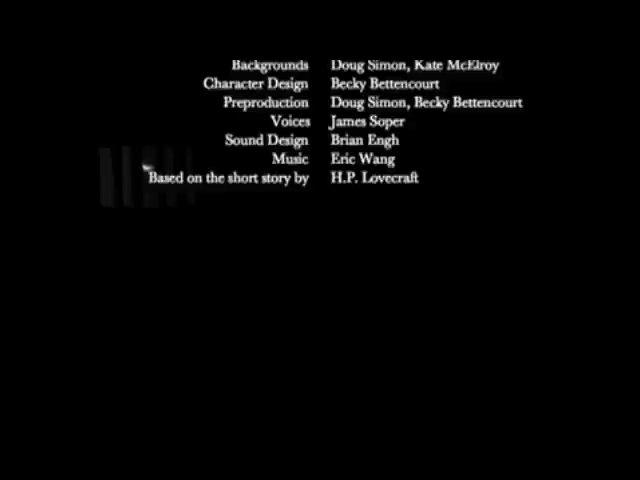 Backgrounds Doug Simon, Kate McElroy
Character Design Becky Bettencourt
Preproduction Doug Simon, Becky Bettencourt
Voices James Soper
Sound Design Brian Engh
Music Eric Wang
Based on the short story by H.P. Lovecraft